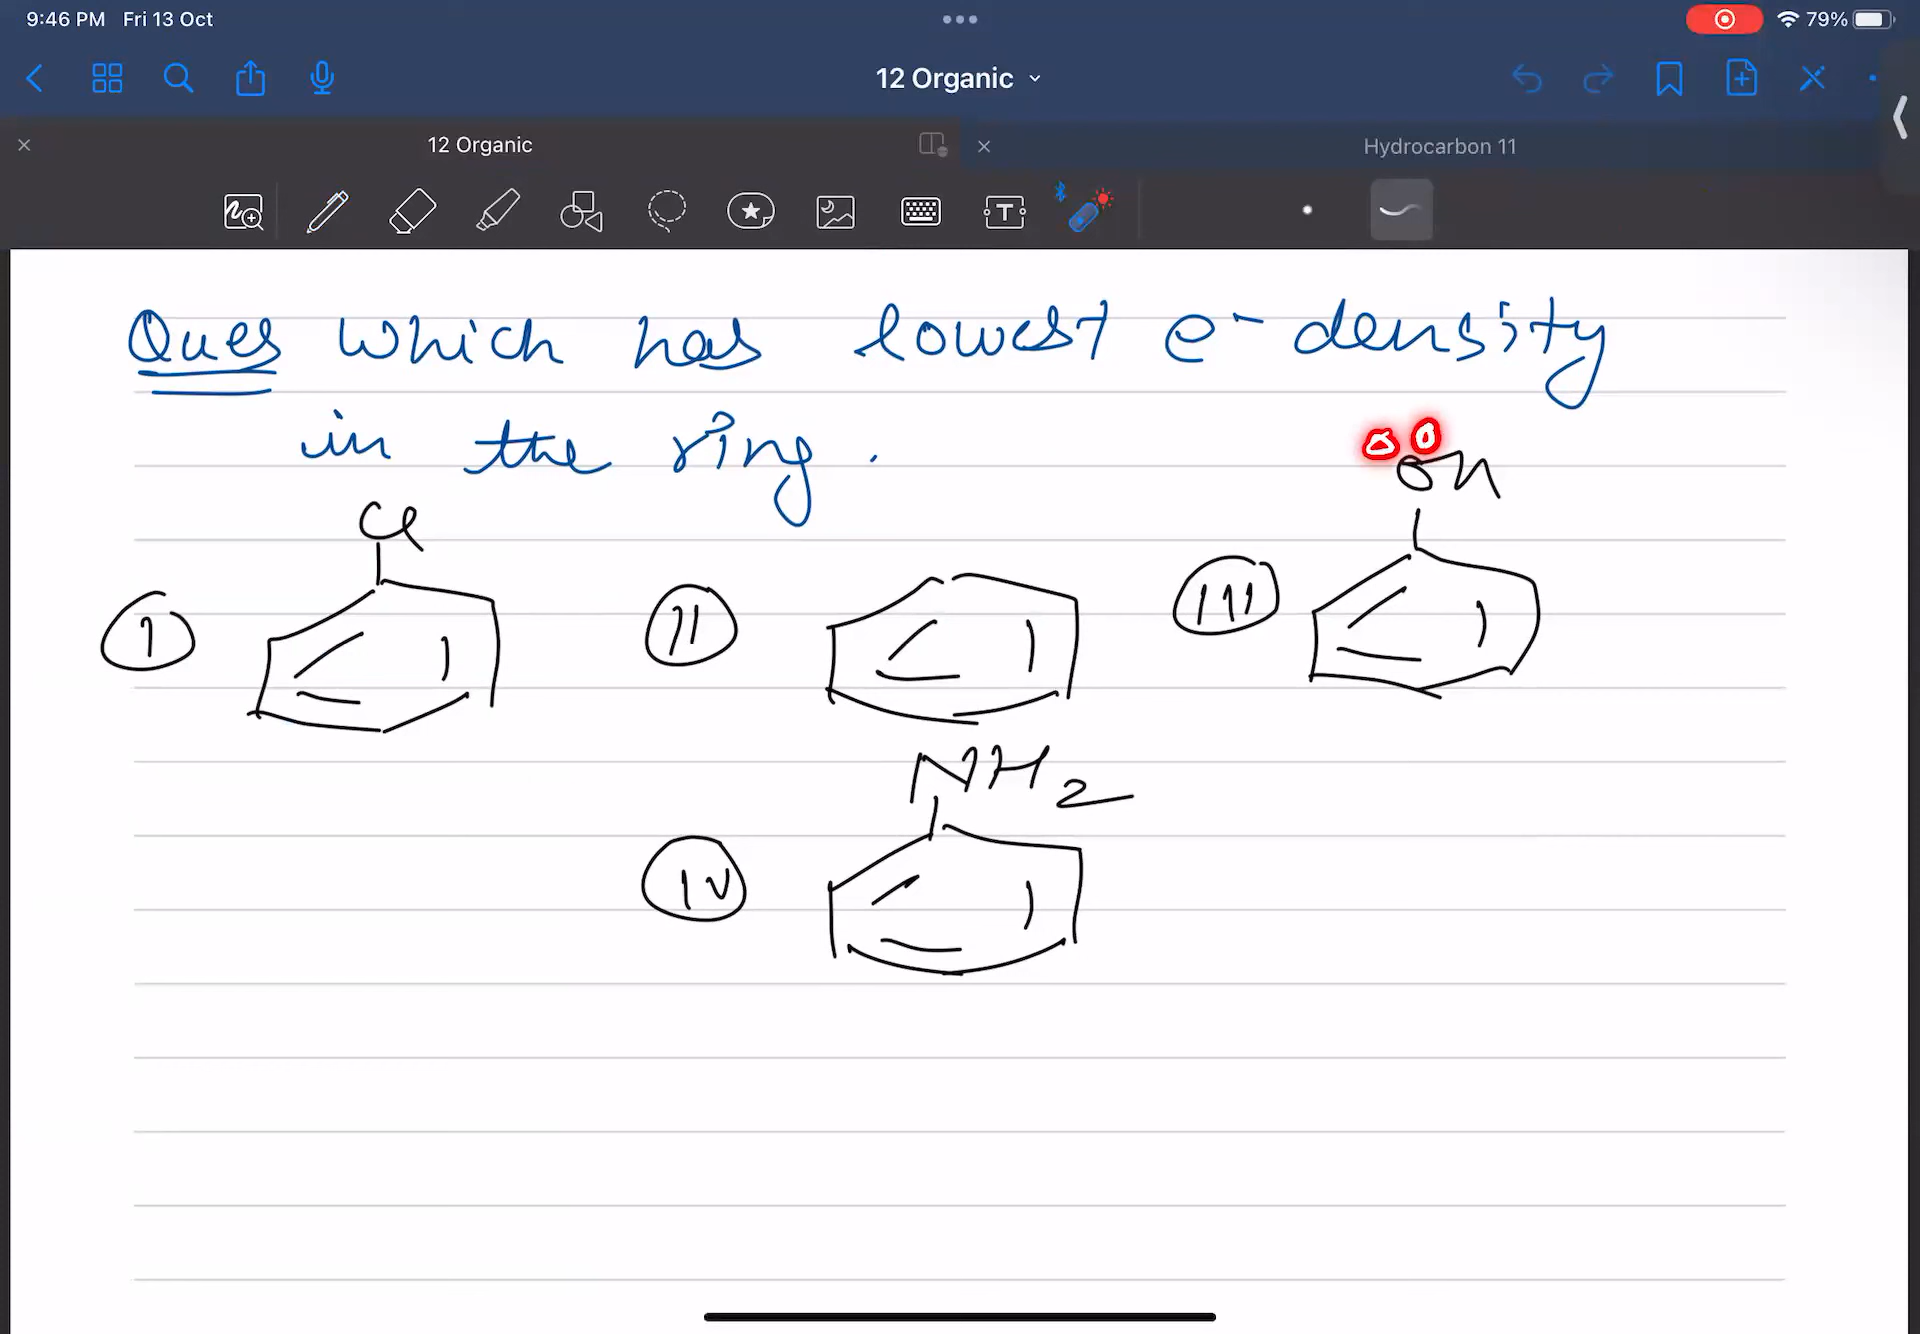 9:46 PM Fri 13 Oct
79%
12 Organic
12 Organic
Hydrocarbon 11
T
Ques Which has lowest e- density
in the ring.
OH
Cl
I
II
III
NH2
IV